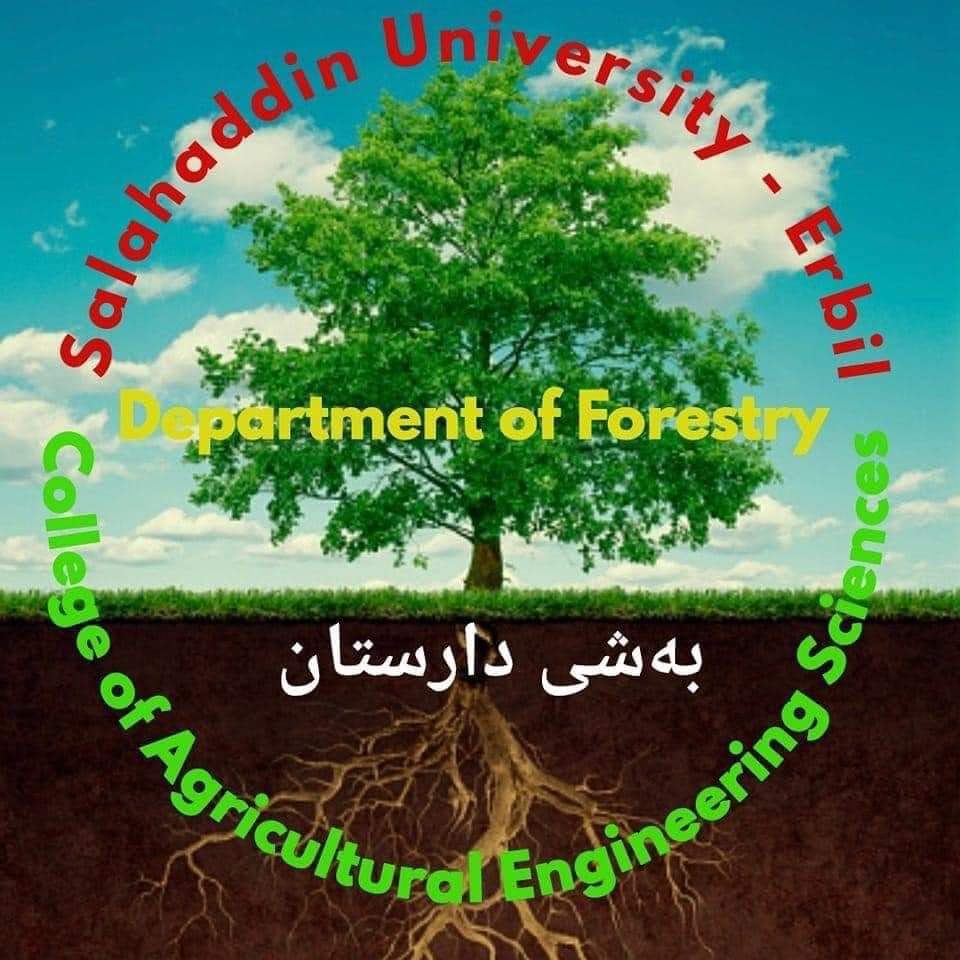 Salahaddin University - Erbil
Department of Forestry
بەشی دارستان
College of Agricultural Engineering Sciences